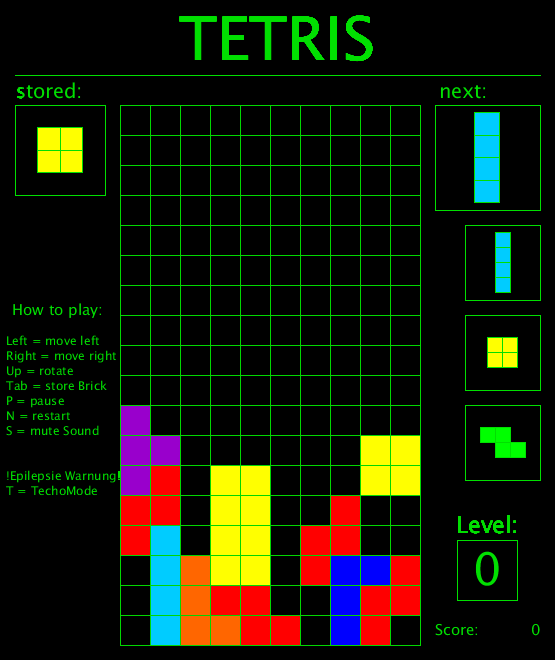 TETRIS
stored:
next:
How to play:
Left = move left
Right = move right
Up = rotate
Tab = store Brick
P = pause
N = restart
S = mute Sound
!Epilepsie Warnung!
T = TechoMode
Level:
0
Score: 0